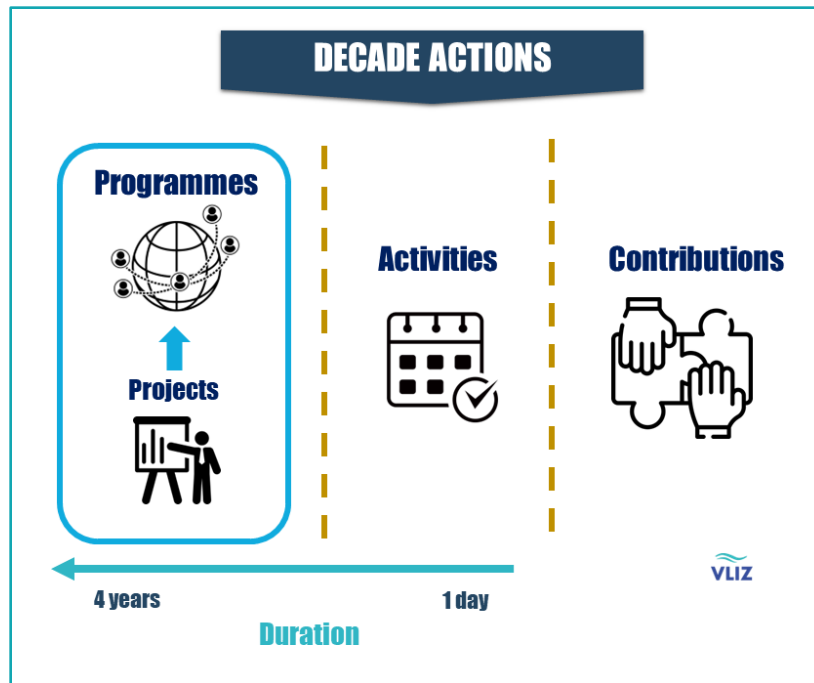 DECADE ACTIONS
Programmes
Projects
Activities
Contributions
4 years
1 day
Duration
VLIZ